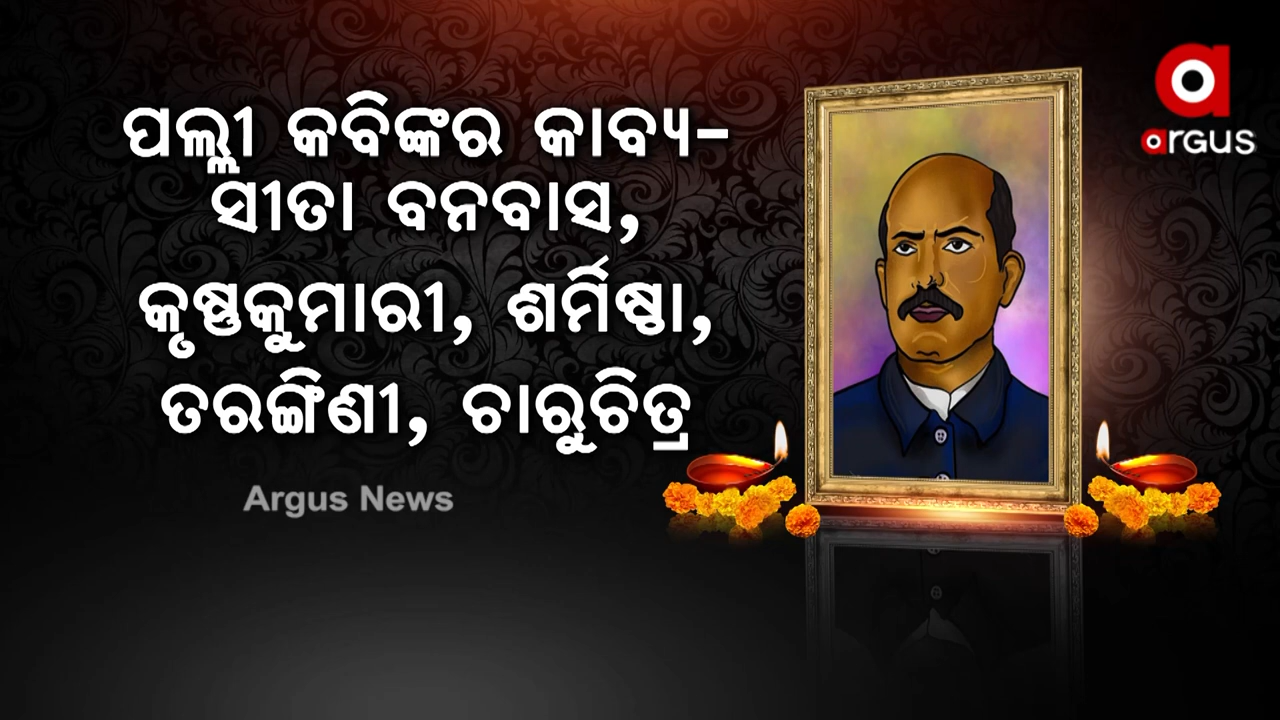 ପଲ୍ଲୀ କବିଙ୍କର କାବ୍ୟ-
ସୀତା ବନବାସ,
କୃଷ୍ଣକୁମାରୀ, ଶର୍ମିଷ୍ଠା,
ତରଙ୍ଗିଣୀ, ଚାରୁଚିତ୍ର
Argus News
argus